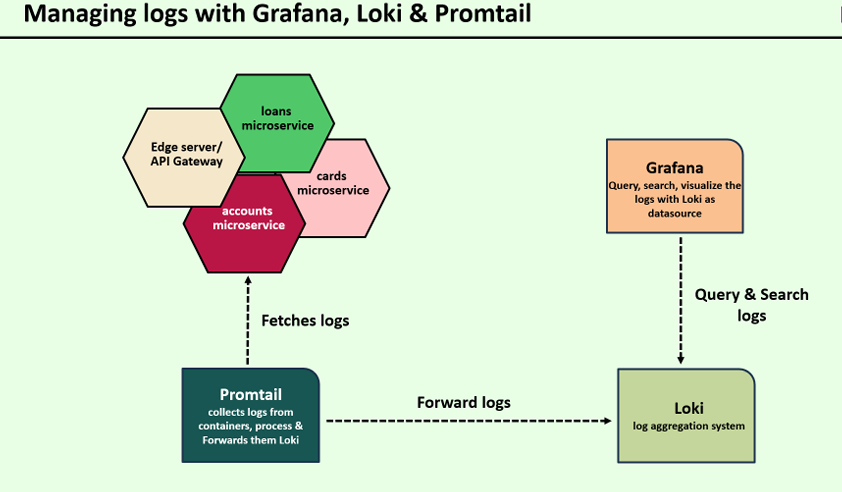 Managing logs with Grafana, Loki & Promtail
loans
microservice
Edge server/
API Gateway
cards
microservice
accounts
microservice
Grafana
Query, search, visualize the
logs with Loki as
datasource
Fetches logs
Query & Search
logs
Promtail
collects logs from
containers, process &
Forwards them Loki
Forward logs
Loki
log aggregation system